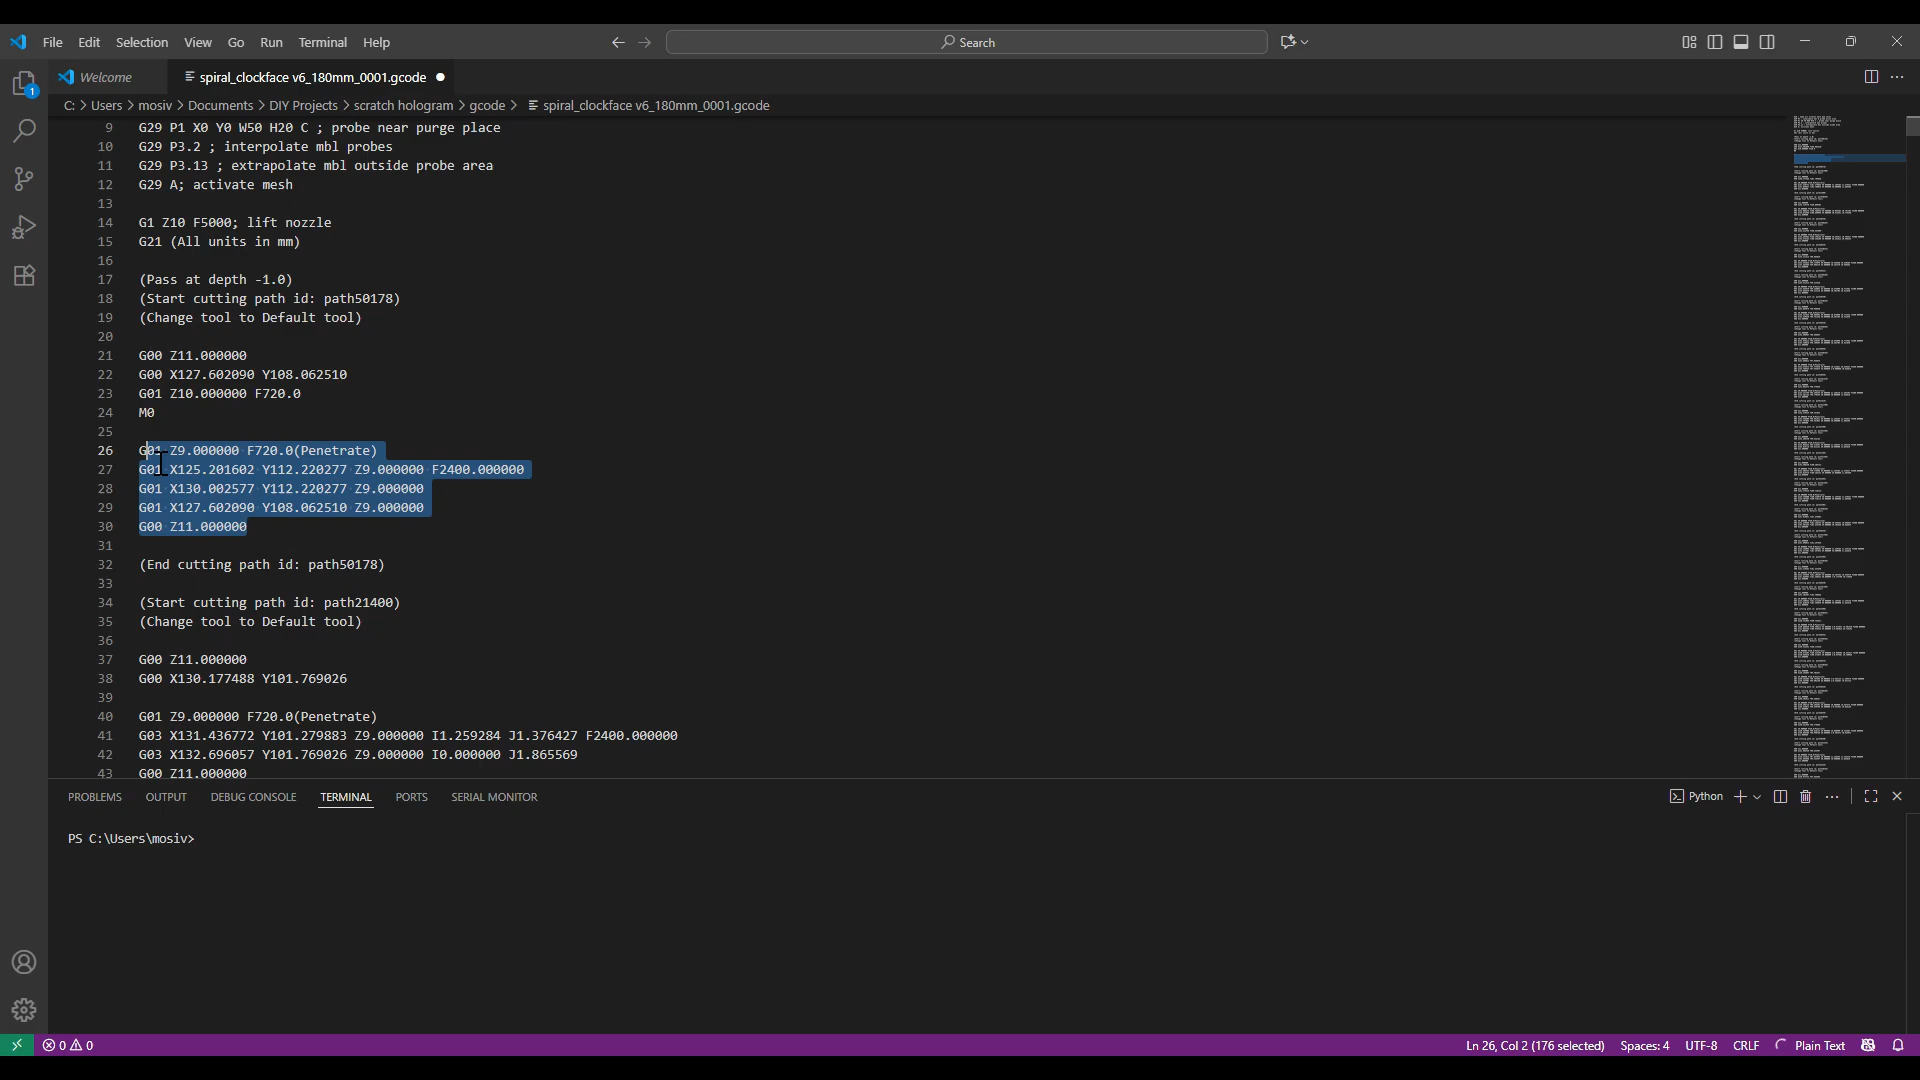 File Edit Selection View Go Run Terminal Help
Search
Welcome
spiral_clockface v6_180mm_0001.gcode
C: > Users > mosiv > Documents > DIY Projects > scratch hologram > gcode > spiral_clockface v6_180mm_0001.gcode
1
9 G29 P1 X0 Y0 W50 H20 C ; probe near purge place
10 G29 P3.2 ; interpolate mbl probes
11 G29 P3.13 ; extrapolate mbl outside probe area
12 G29 A; activate mesh
13
14 G1 Z10 F5000; lift nozzle
15 G21 (All units in mm)
16
17 (Pass at depth -1.0)
18 (Start cutting path id: path50178)
19 (Change tool to Default tool)
20
21 G00 Z11.000000
22 G00 X127.602090 Y108.062510
23 G01 Z10.000000 F720.0
24 M0
25
26 G01 Z9.000000 F720.0(Penetrate)
27 G01 X125.201602 Y112.220277 Z9.000000 F2400.000000
28 G01 X130.002577 Y112.220277 Z9.000000
29 G01 X127.602090 Y108.062510 Z9.000000
30 G00 Z11.000000
31
32 (End cutting path id: path50178)
33
34 (Start cutting path id: path21400)
35 (Change tool to Default tool)
36
37 G00 Z11.000000
38 G00 X130.177488 Y101.769026
39
40 G01 Z9.000000 F720.0(Penetrate)
41 G03 X131.436772 Y101.279883 Z9.000000 I1.259284 J1.376427 F2400.000000
42 G03 X132.696057 Y101.769026 Z9.000000 I0.000000 J1.865569
43 G00 Z11.000000
PROBLEMS OUTPUT DEBUG CONSOLE TERMINAL PORTS SERIAL MONITOR
Python
PS C:\Users\mosiv>
0 0
Ln 26, Col 2 (176 selected) Spaces: 4 UTF-8 CRLF Plain Text